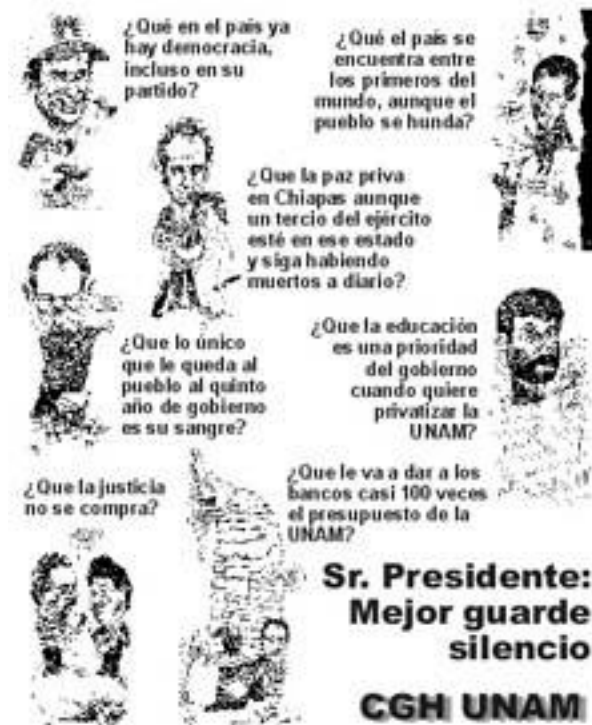 ¿Qué en el país ya
hay democracia,
incluso en su
partido?
¿Qué el país se
encuentra entre
los primeros del
mundo, aunque el
pueblo se hunda?
¿Que la paz priva
en Chiapas aunque
un tercio del ejército
esté en ese estado
y siga habiendo
muertos a diario?
¿Que lo único
que le queda al
pueblo al quinto
año de gobierno
es su sangre?
¿Que la educación
es una prioridad
del gobierno
cuando quiere
privatizar la
UNAM?
¿Que la justicia
no se compra?
¿Que le va a dar a los
bancos casi 100 veces
el presupuesto de la
UNAM?
Sr. Presidente:
Mejor guarde
silencio
CGH UNAM